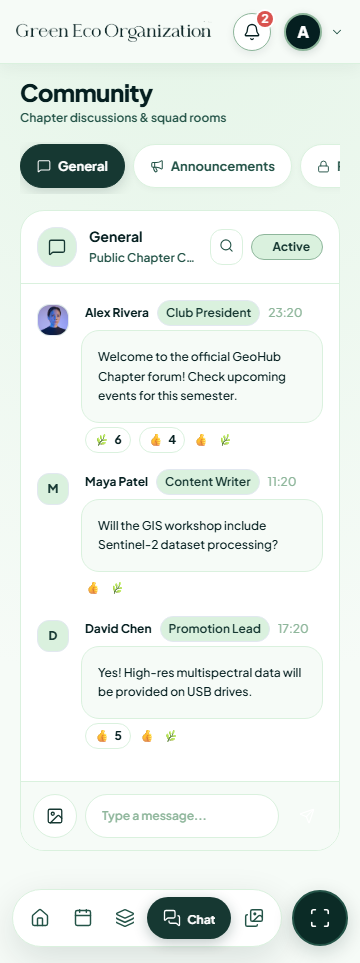 Green Eco Organization
2
A
Community
Chapter discussions & squad rooms
General
Announcements
General
Public Chapter C...
Active
Alex Rivera Club President 23:20
Welcome to the official GeoHub
Chapter forum! Check upcoming
events for this semester.
6 4
M
Maya Patel Content Writer 11:20
Will the GIS workshop include
Sentinel-2 dataset processing?
D
David Chen Promotion Lead 17:20
Yes! High-res multispectral data will
be provided on USB drives.
5
Type a message...
Chat